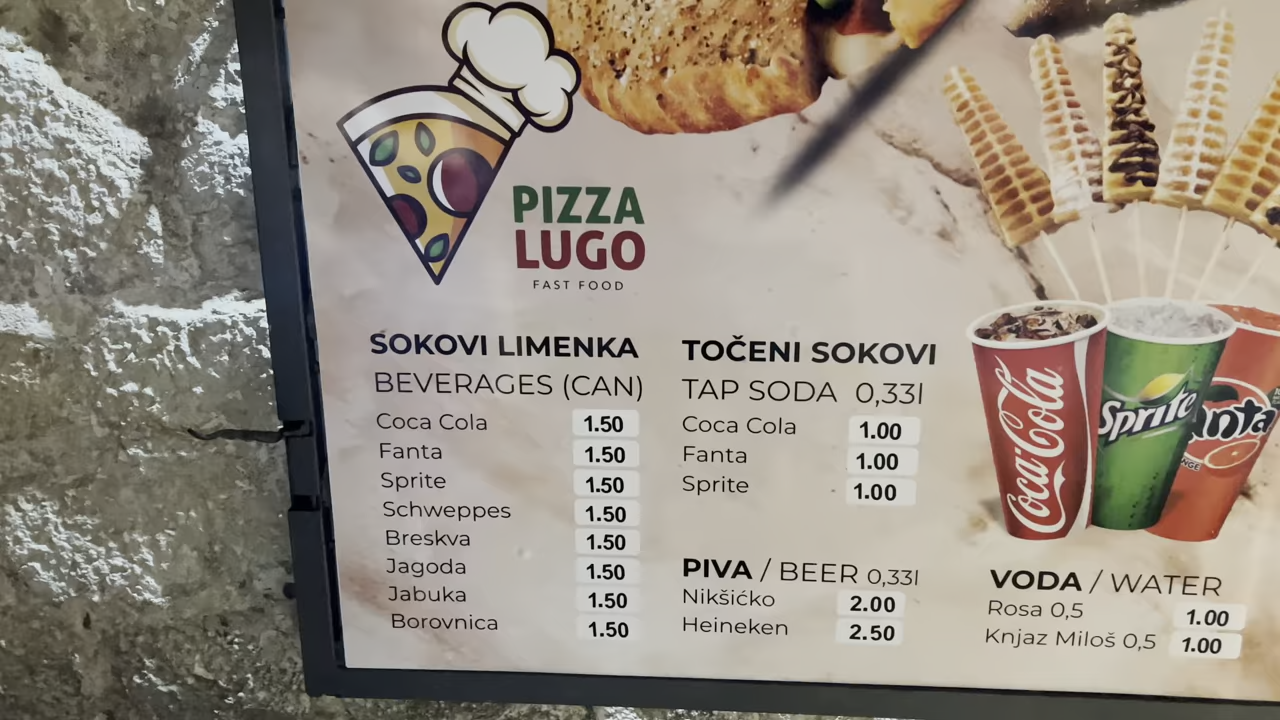 PIZZA
LUGO
FAST FOOD
SOKOVI LIMENKA
BEVERAGES (CAN)
Coca Cola 1.50
Fanta 1.50
Sprite 1.50
Schweppes 1.50
Breskva 1.50
Jagoda 1.50
Jabuka 1.50
Borovnica 1.50
TOČENI SOKOVI
TAP SODA 0,33l
Coca Cola 1.00
Fanta 1.00
Sprite 1.00
PIVA / BEER 0,33l
Nikšićko 2.00
Heineken 2.50
Coca-Cola
Sprite
anta
VODA / WATER
Rosa 0,5 1.00
Knjaz Miloš 0,5 1.00